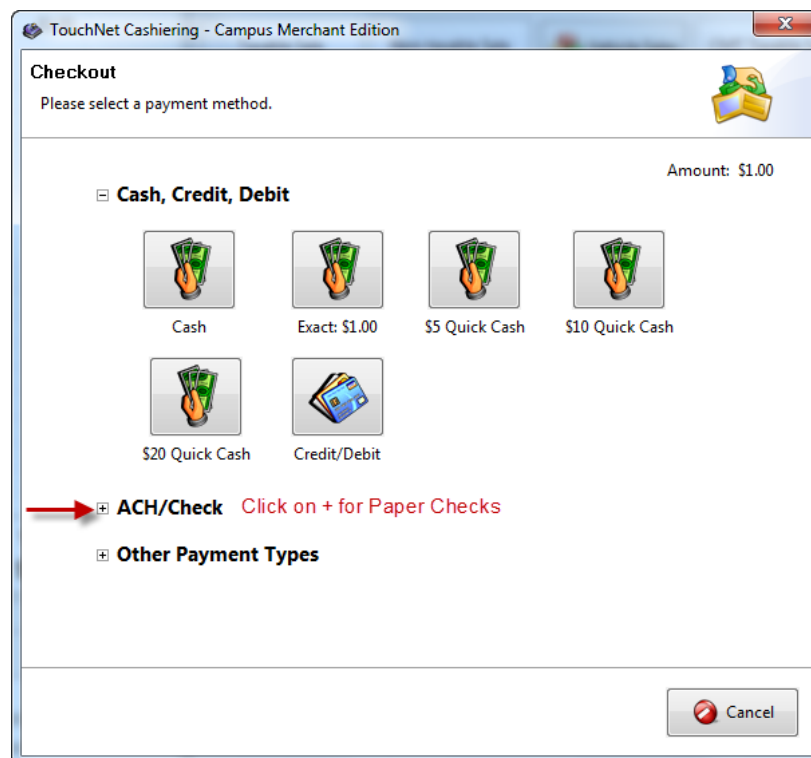 TouchNet Cashiering - Campus Merchant Edition
Checkout
Please select a payment method.
Amount: $1.00
Cash, Credit, Debit
Cash
Exact: $1.00
$5 Quick Cash
$10 Quick Cash
$20 Quick Cash
Credit/Debit
ACH/Check Click on + for Paper Checks
Other Payment Types
Cancel